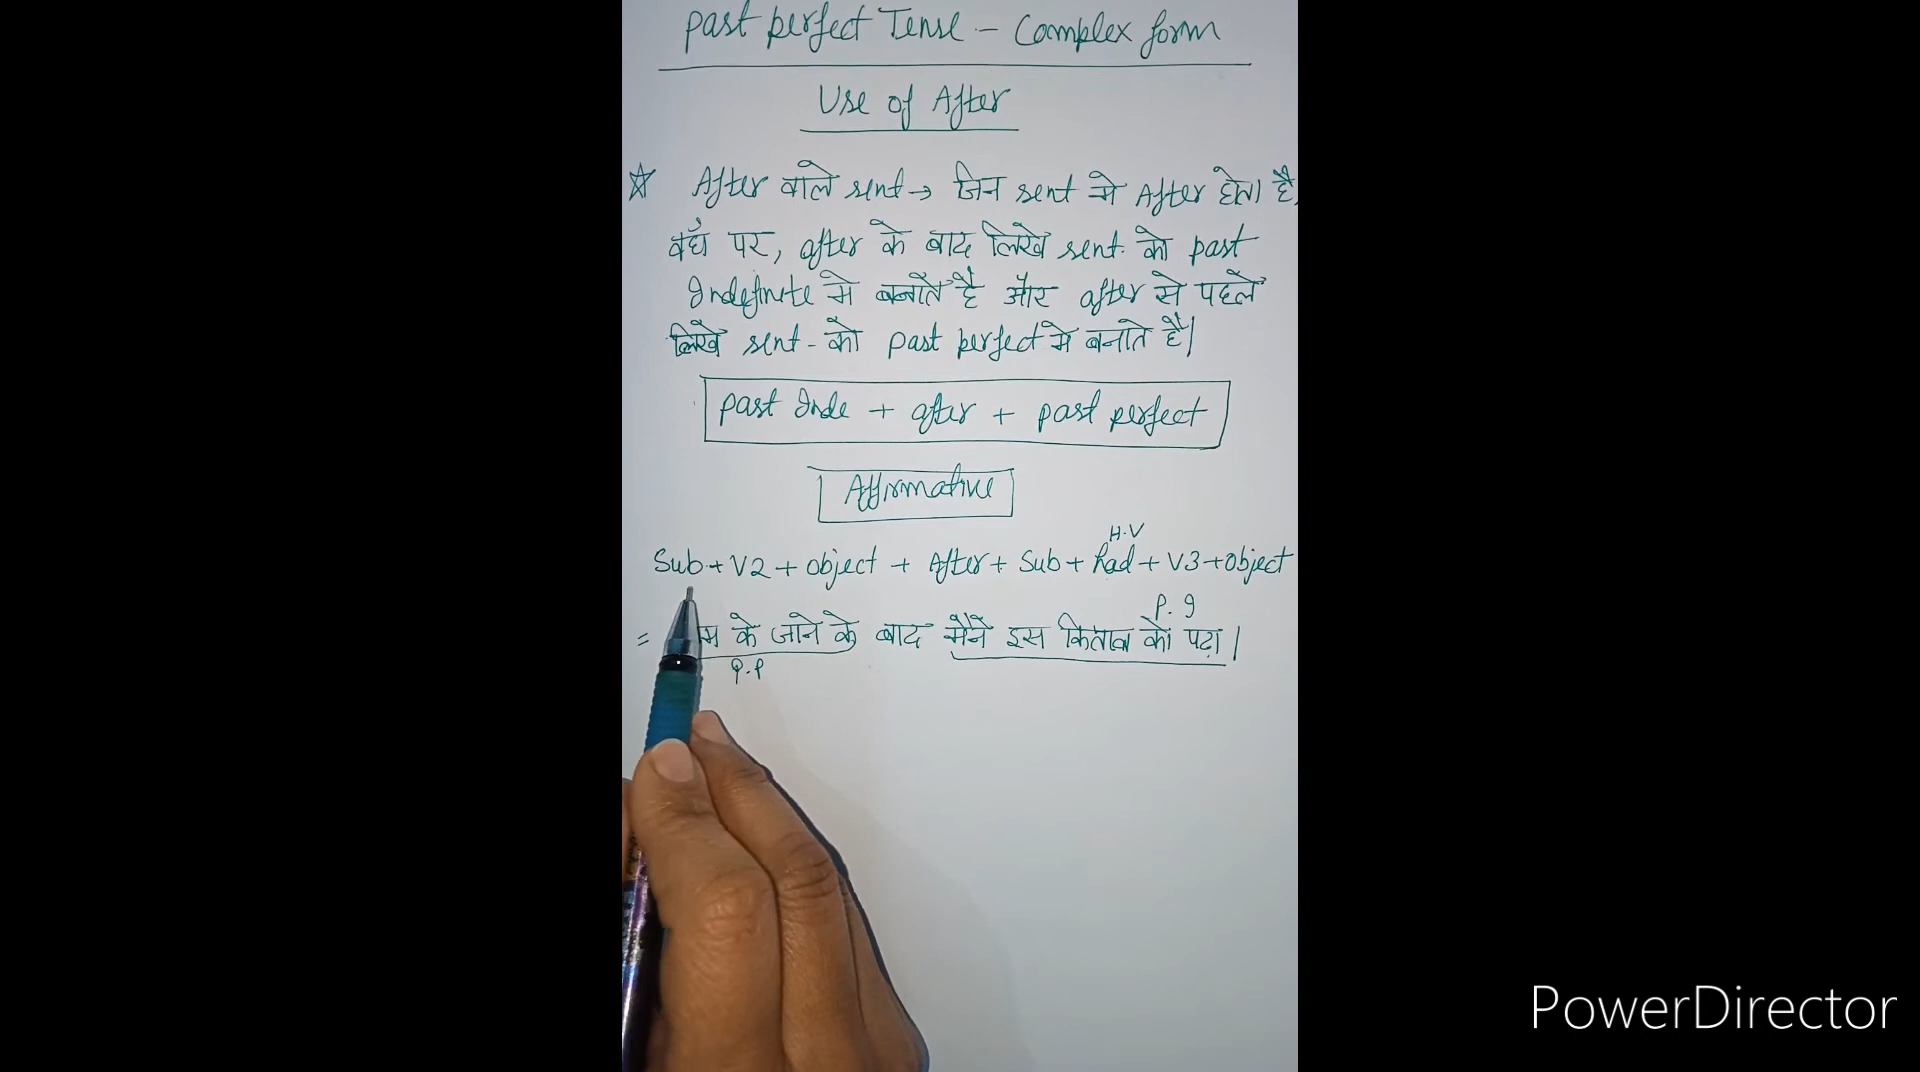 Past perfect Tense - Complex form
Use of After
☆ After वाले sent → जिन sent मे After होता है,
वहाँ पर, after के बाद लिखे sent. को past
Indefinite मे बनाते है और after से पहले
लिखे sent - को past perfect मे बनाते है।
past Inde + after + past perfect
Affirmative
H.V
Sub + V2 + object + After + Sub + had + V3 + object
P. I
= म के जाने के बाद मैने इस किताब को पढ़ा।
P.P
PowerDirector